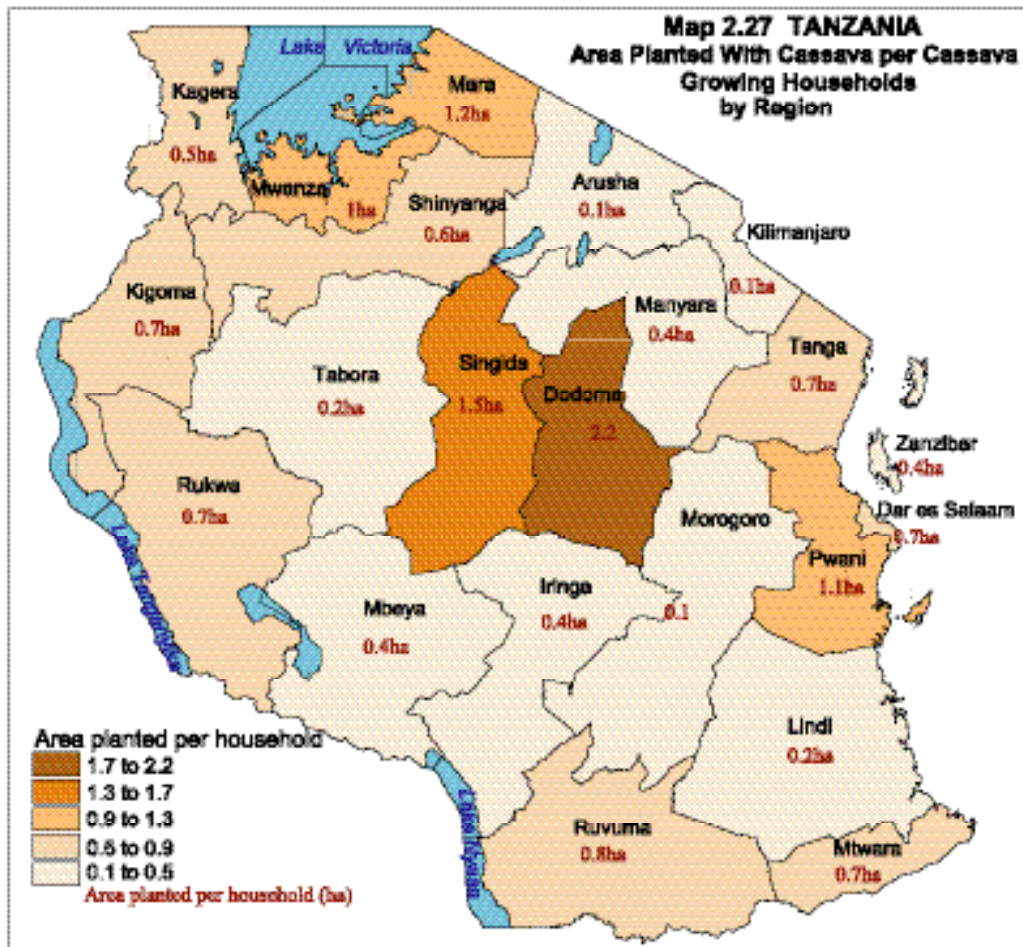 Map 2.27 TANZANIA
Area Planted With Cassava per Cassava
Growing Households
by Region
Lake Victoria
Kagera
0.5ha
Mara
1.2ha
Mwanza
1ha
Shinyanga
0.6ha
Arusha
0.1ha
Kilimanjaro
0.1ha
Kigoma
0.7ha
Manyara
0.4ha
Tanga
0.7ha
Tabora
0.2ha
Singida
1.5ha
Dodoma
2.2
Zanzibar
0.4ha
Rukwa
0.7ha
Morogoro
0.1
Dar es Salaam
0.7ha
Pwani
1.1ha
Lake Tanganyika
Mbeya
0.4ha
Iringa
0.4ha
Lindi
0.2ha
Lake Nyasa
Ruvuma
0.8ha
Mtwara
0.7ha
Area planted per household
1.7 to 2.2
1.3 to 1.7
0.9 to 1.3
0.5 to 0.9
0.1 to 0.5
Area planted per household (ha)